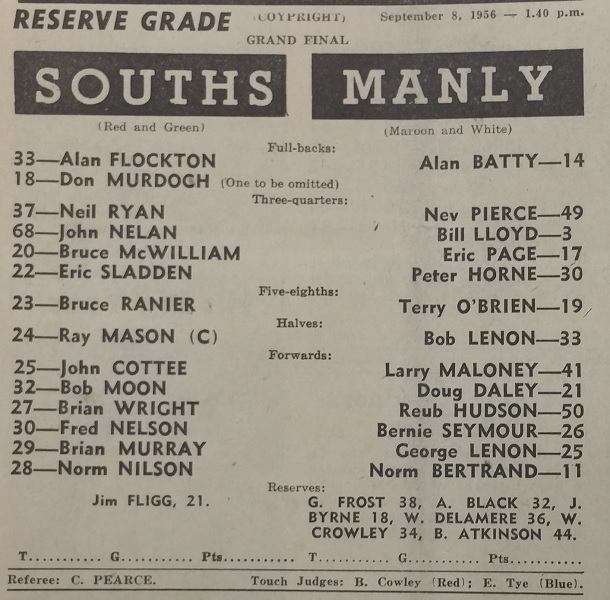 RESERVE GRADE (COYPRIGHT) September 8, 1956 — 1.40 p.m.
GRAND FINAL
SOUTHS MANLY
(Red and Green) (Maroon and White)
Full-backs:
33—Alan FLOCKTON Alan BATTY—14
18—Don MURDOCH (One to be omitted)
Three-quarters:
37—Neil RYAN Nev PIERCE—49
68—John NELAN Bill LLOYD—3
20—Bruce McWILLIAM Eric PAGE—17
22—Eric SLADDEN Peter HORNE—30
Five-eighths:
23—Bruce RANIER Terry O'BRIEN—19
Halves:
24—Ray MASON (C) Bob LENON—33
Forwards:
25—John COTTEE Larry MALONEY—41
32—Bob MOON Doug DALEY—21
27—Brian WRIGHT Reub HUDSON—50
30—Fred NELSON Bernie SEYMOUR—26
29—Brian MURRAY George LENON—25
28—Norm NILSON Norm BERTRAND—11
Reserves:
Jim FLIGG, 21. G. FROST 38, A. BLACK 32, J.
BYRNE 18, W. DELAMERE 36, W.
CROWLEY 34, B. ATKINSON 44.
T........... G........... Pts........... T........... G........... Pts...........
Referee: C. PEARCE. Touch Judges: B. Cowley (Red); E. Tye (Blue).